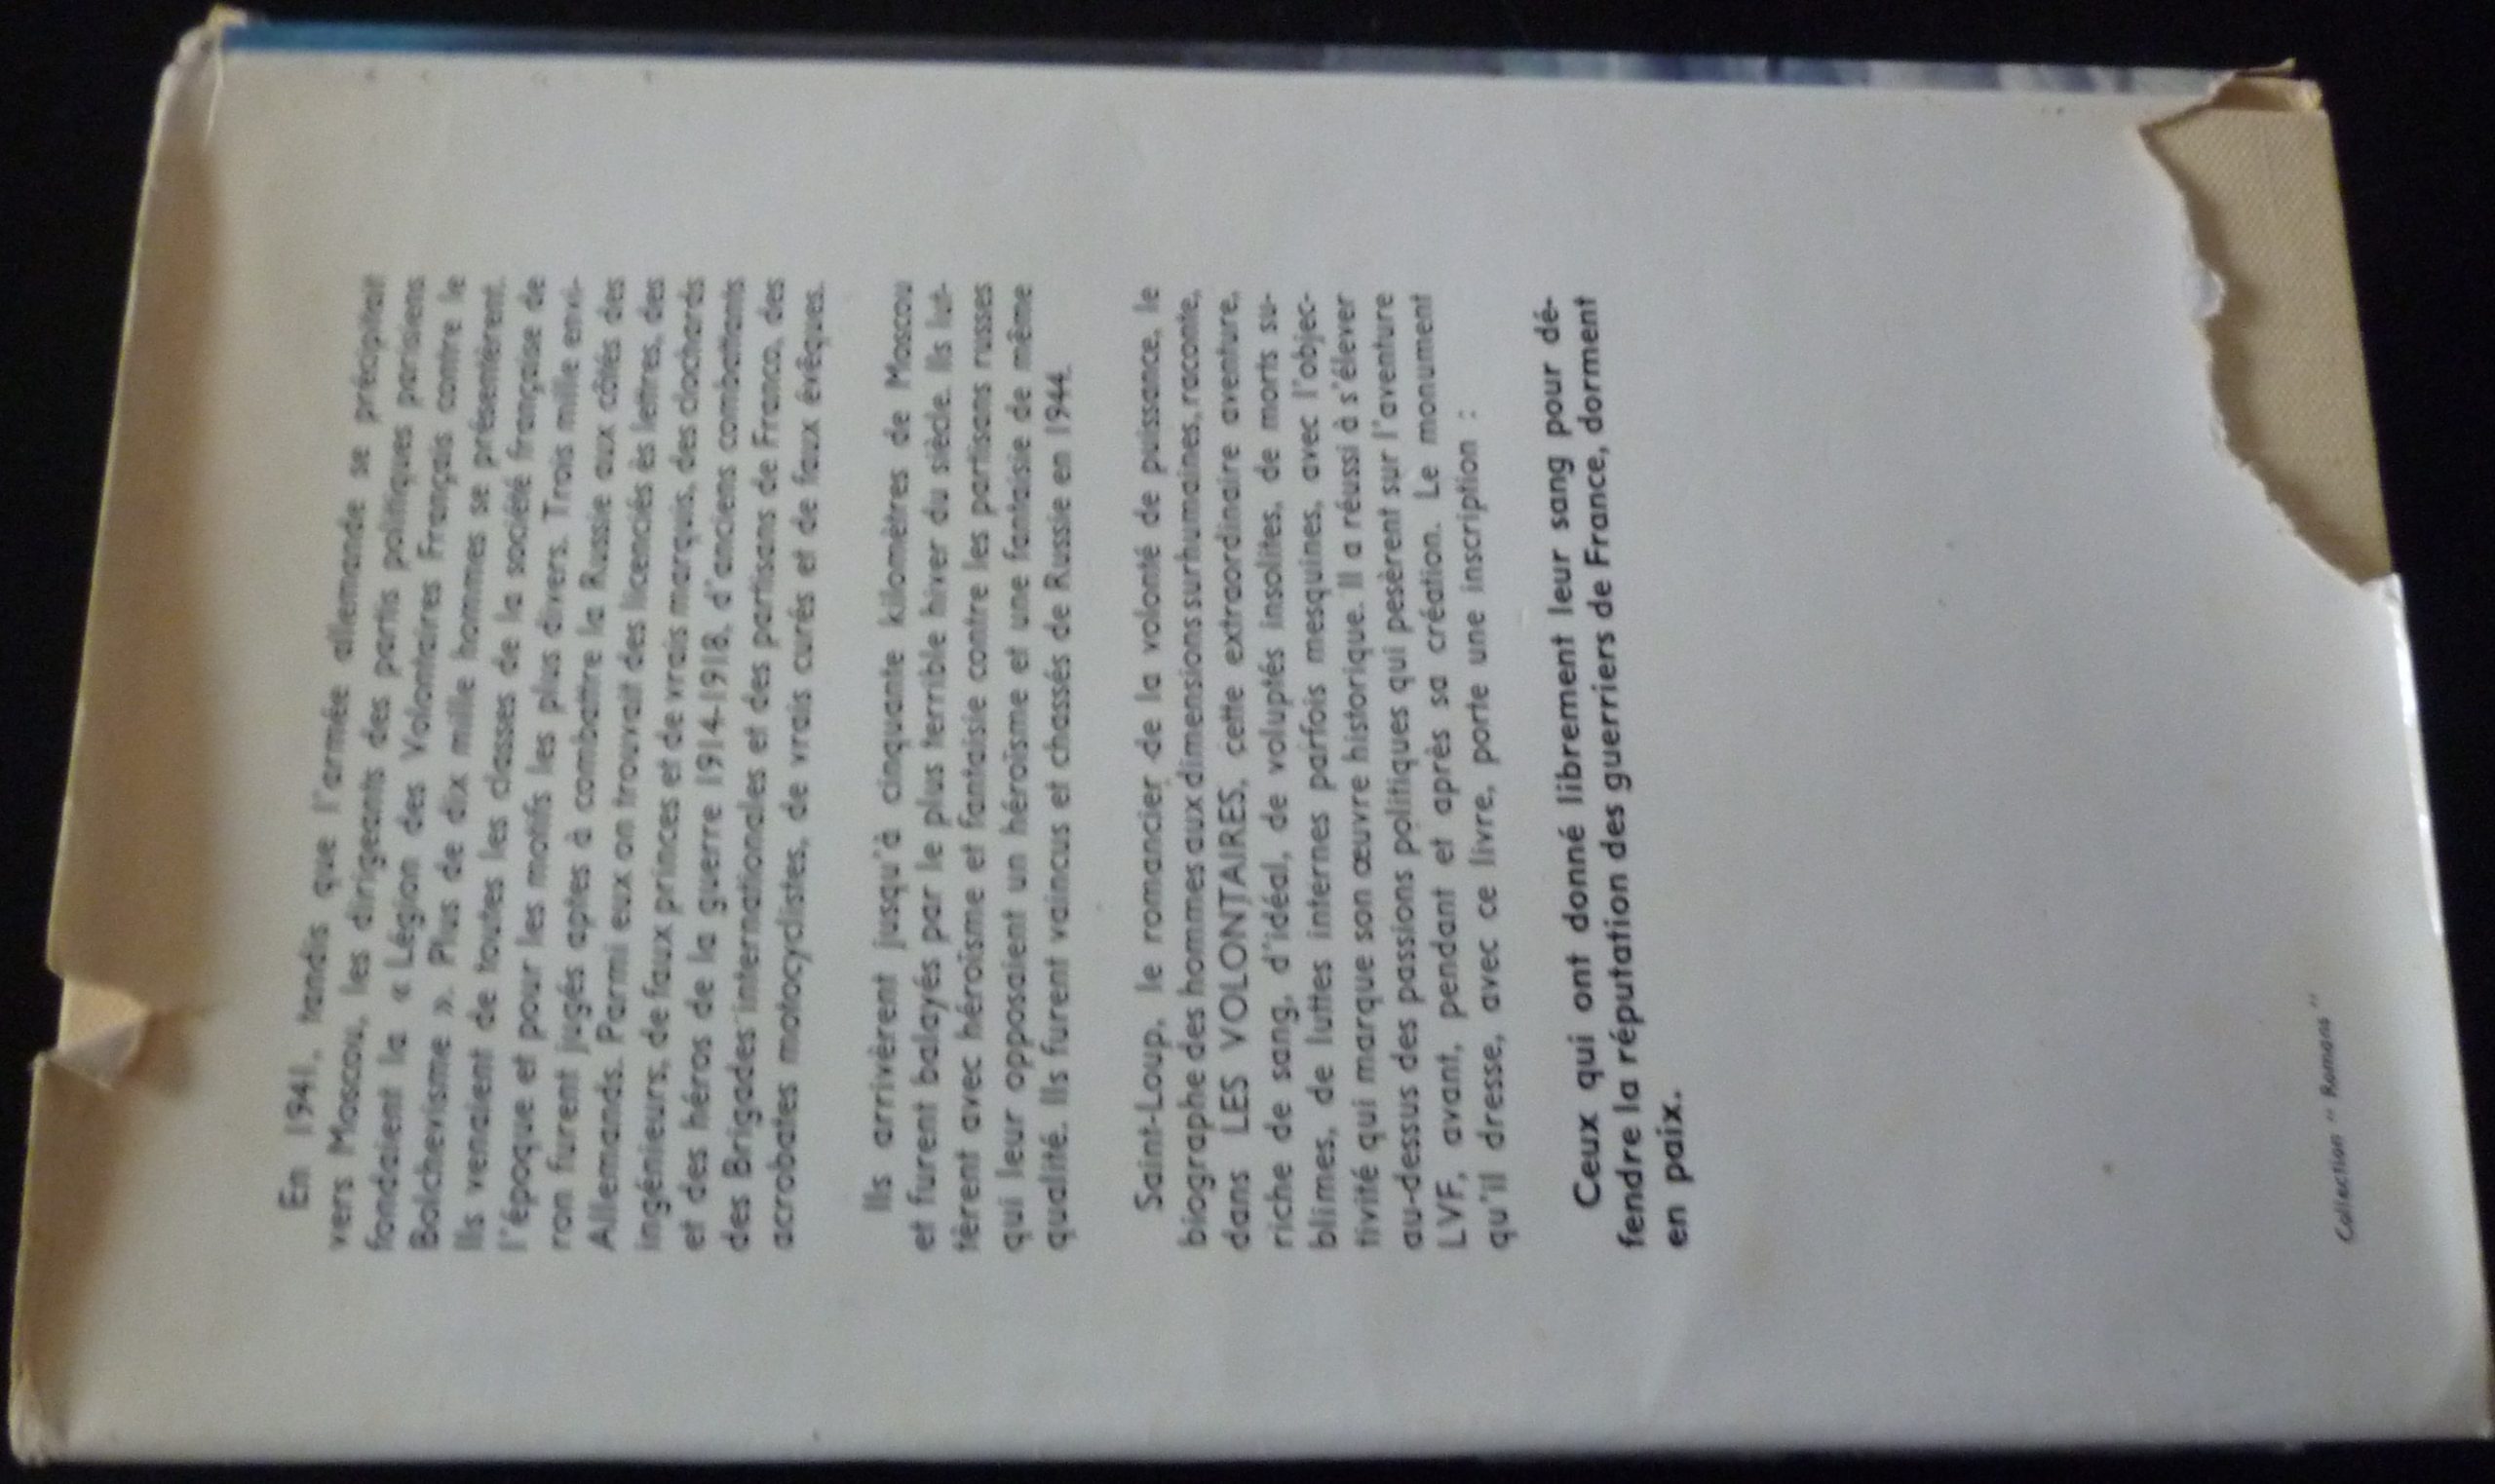 En 1941, tandis que l'armée allemande se précipitait
vers Moscou, les dirigeants des partis politiques parisiens
fondaient la « Légion des Volontaires Français contre le
Bolchevisme ». Plus de dix mille hommes se présentèrent.
Ils venaient de toutes les classes de la société française de
l'époque et pour les motifs les plus divers. Trois mille envi-
ron furent jugés aptes à combattre la Russie aux côtés des
Allemands. Parmi eux on trouvait des licenciés ès lettres, des
ingénieurs, de faux princes et de vrais marquis, des clochards
et des héros de la guerre 1914-1918, d'anciens combattants
des Brigades internationales et des partisans de Franco, des
acrobates motocyclistes, de vrais curés et de faux évêques.
Ils arrivèrent jusqu'à cinquante kilomètres de Moscou
et furent balayés par le plus terrible hiver du siècle. Ils lut-
tèrent avec héroïsme et fantaisie contre les partisans russes
qui leur opposaient un héroïsme et une fantaisie de même
qualité. Ils furent vaincus et chassés de Russie en 1944.
Saint-Loup, le romancier de la volonté de puissance, le
biographe des hommes aux dimensions surhumaines, raconte,
dans LES VOLONTAIRES, cette extraordinaire aventure,
riche de sang, d'idéal, de voluptés insolites, de morts su-
blimes, de luttes internes parfois mesquines, avec l'objec-
tivité qui marque son œuvre historique. Il a réussi à s'élever
au-dessus des passions politiques qui pesèrent sur l'aventure
LVF, avant, pendant et après sa création. Le monument
qu'il dresse, avec ce livre, porte une inscription :
Ceux qui ont donné librement leur sang pour dé-
fendre la réputation des guerriers de France, dorment
en paix.
Collection " Romans "